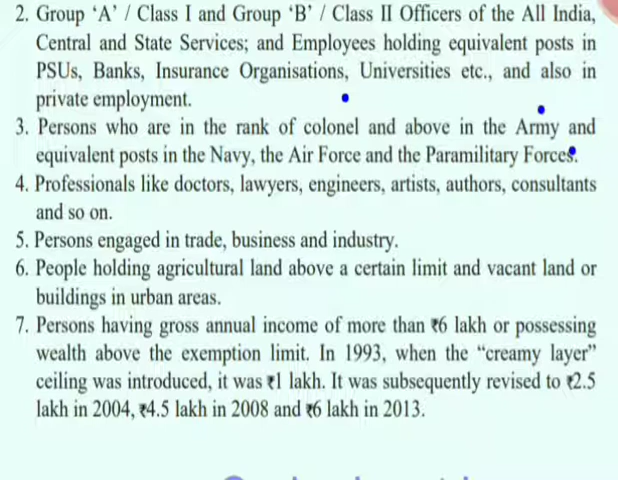 2. Group ‘A’ / Class I and Group ‘B’ / Class II Officers of the All India,
Central and State Services; and Employees holding equivalent posts in
PSUs, Banks, Insurance Organisations, Universities etc., and also in
private employment.
3. Persons who are in the rank of colonel and above in the Army and
equivalent posts in the Navy, the Air Force and the Paramilitary Forces.
4. Professionals like doctors, lawyers, engineers, artists, authors, consultants
and so on.
5. Persons engaged in trade, business and industry.
6. People holding agricultural land above a certain limit and vacant land or
buildings in urban areas.
7. Persons having gross annual income of more than ₹6 lakh or possessing
wealth above the exemption limit. In 1993, when the “creamy layer”
ceiling was introduced, it was ₹1 lakh. It was subsequently revised to ₹2.5
lakh in 2004, ₹4.5 lakh in 2008 and ₹6 lakh in 2013.